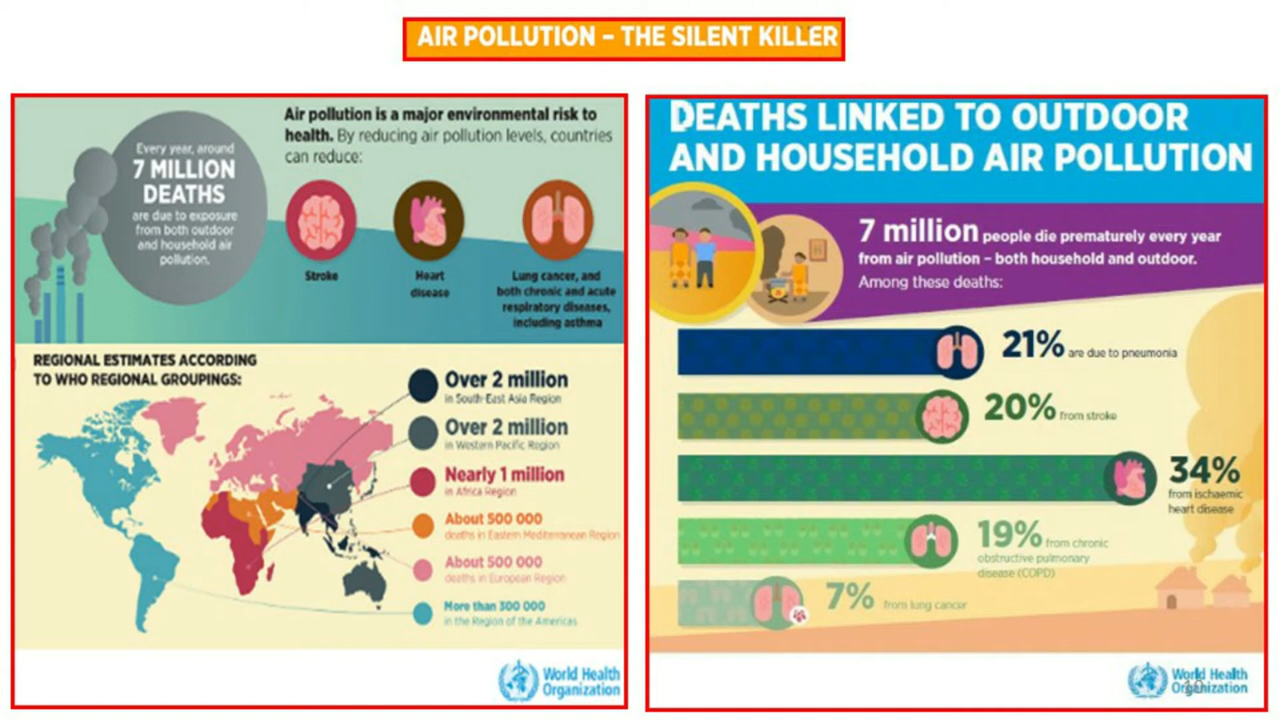 AIR POLLUTION – THE SILENT KILLER
Every year, around
7 MILLION
DEATHS
are due to exposure
from both outdoor
and household air
pollution.
Air pollution is a major environmental risk to
health. By reducing air pollution levels, countries
can reduce:
Stroke
Heart
disease
Lung cancer, and
both chronic and acute
respiratory diseases,
including asthma
REGIONAL ESTIMATES ACCORDING
TO WHO REGIONAL GROUPINGS:
Over 2 million
in South-East Asia Region
Over 2 million
in Western Pacific Region
Nearly 1 million
in Africa Region
About 500 000
deaths in Eastern Mediterranean Region
About 500 000
deaths in European Region
More than 300 000
in the Region of the Americas
World Health
Organization
DEATHS LINKED TO OUTDOOR
AND HOUSEHOLD AIR POLLUTION
7 million people die prematurely every year
from air pollution – both household and outdoor.
Among these deaths:
21% are due to pneumonia
20% from stroke
34%
from ischaemic
heart disease
19% from chronic
obstructive pulmonary
disease (COPD)
7% from lung cancer
World Health
Organization